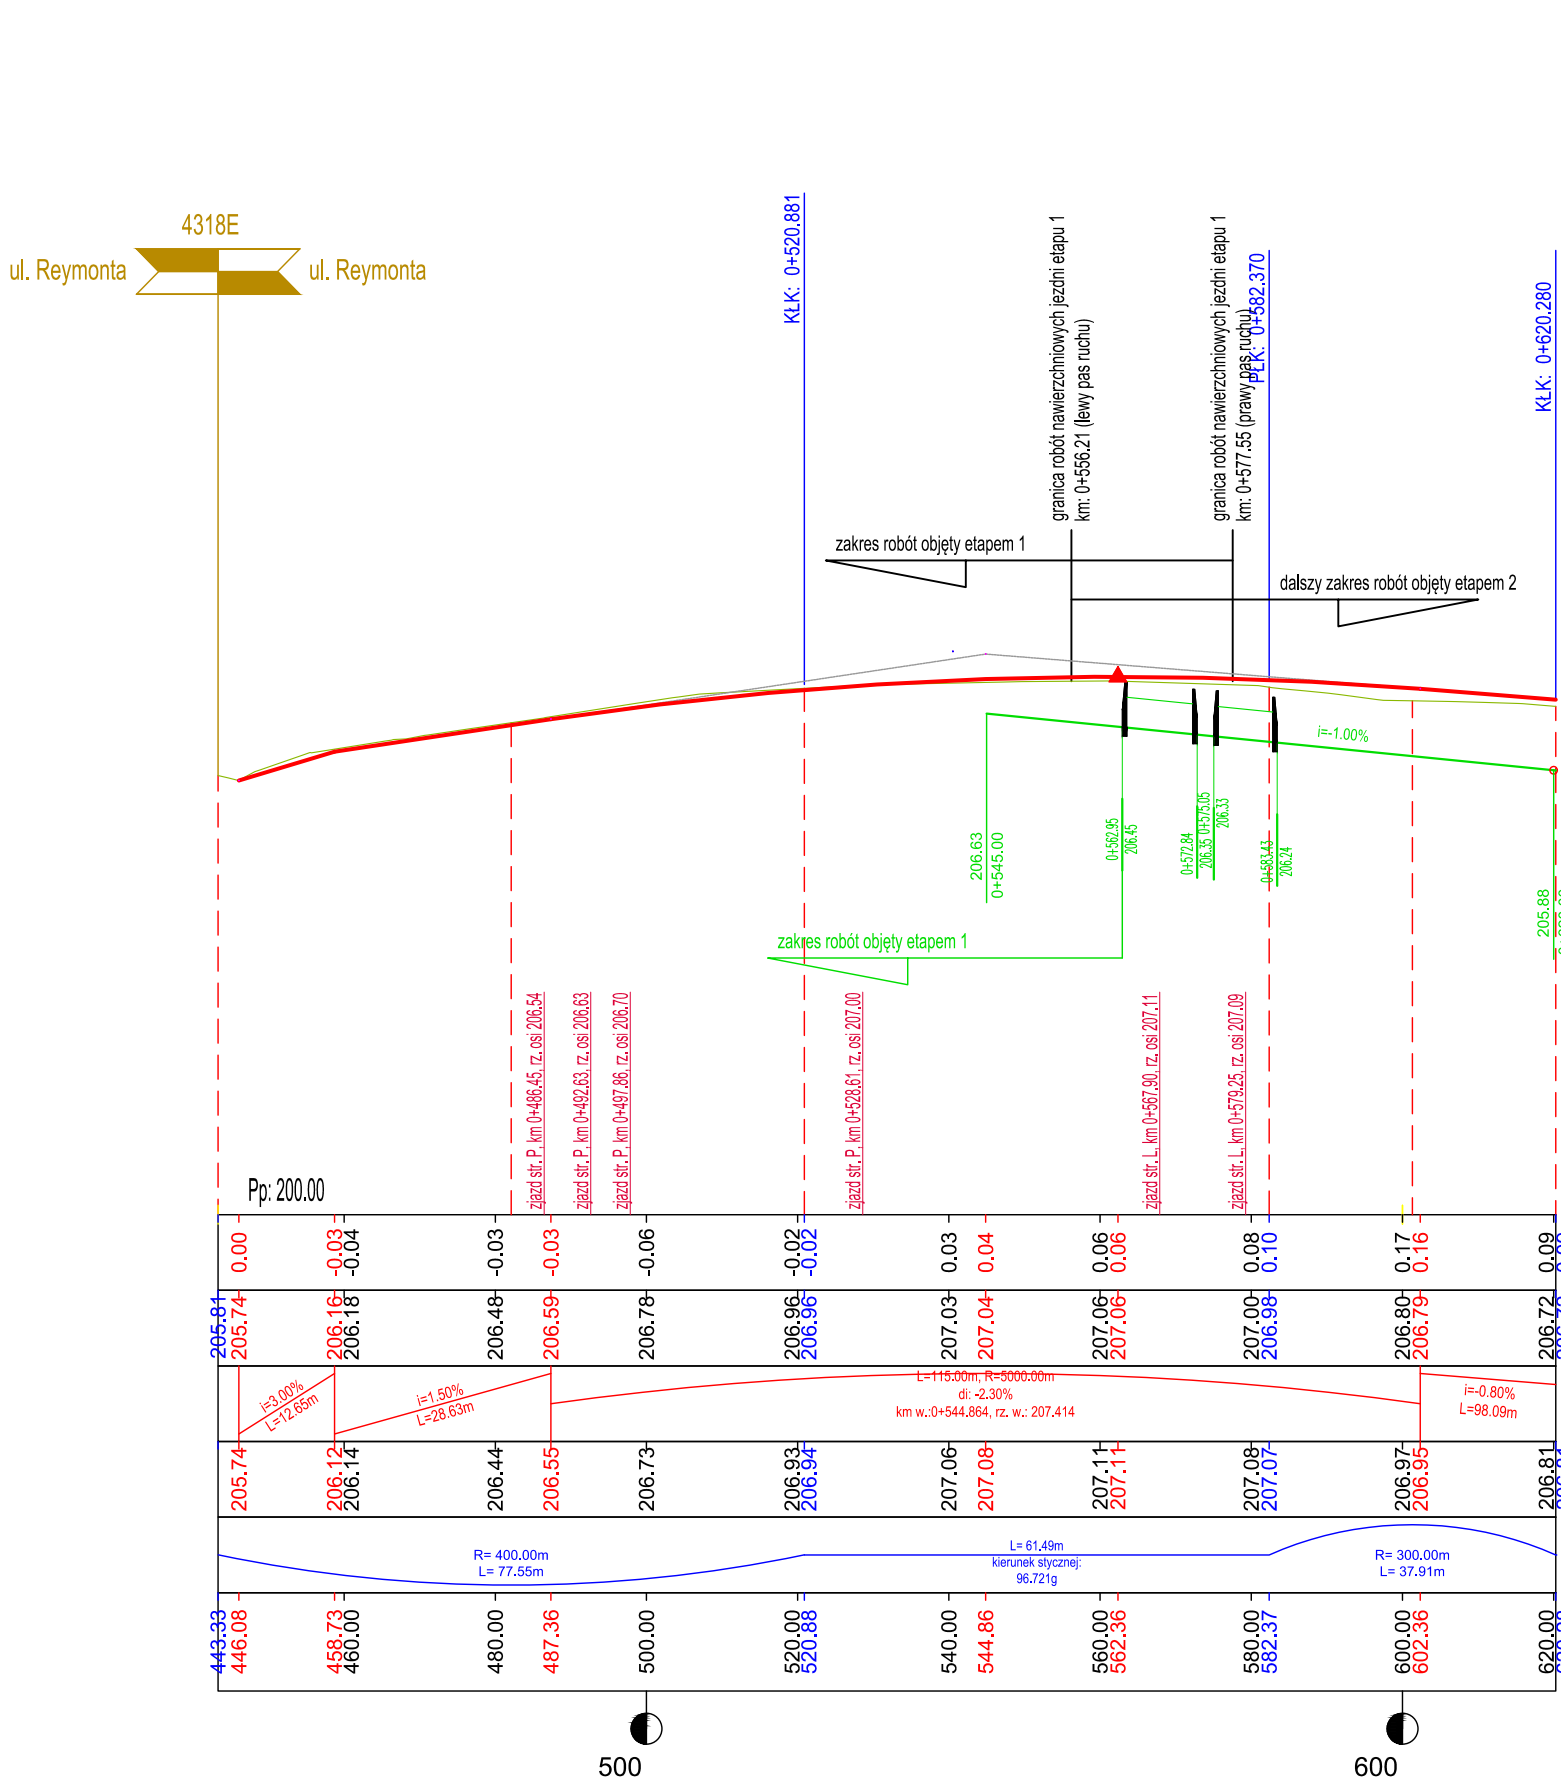 4318E
ul. Reymonta
ul. Reymonta
KŁK: 0+520.881
granica robót nawierzchniowych jezdni etapu 1
km: 0+556.21 (lewy pas ruchu)
granica robót nawierzchniowych jezdni etapu 1
km: 0+577.55 (prawy pas ruchu)
PŁK: 0+582.370
KŁK: 0+620.280
zakres robót objęty etapem 1
dalszy zakres robót objęty etapem 2
i=-1.00%
206.63
0+545.00
0+562.95
206.45
0+572.84
206.35
0+575.05
206.33
0+583.43
206.24
205.88
zakres robót objęty etapem 1
zjazd str. P, km 0+486.45, rz. osi 206.54
zjazd str. P, km 0+492.63, rz. osi 206.63
zjazd str. P, km 0+497.86, rz. osi 206.70
zjazd str. P, km 0+528.61, rz. osi 207.00
zjazd str. L, km 0+567.90, rz. osi 207.11
zjazd str. L, km 0+579.25, rz. osi 207.09
Pp: 200.00
0.00 -0.03 -0.04 -0.03 -0.03 -0.06 -0.02 -0.02 0.03 0.04 0.06 0.06 0.08 0.10 0.17 0.16 0.09
205.81 205.74 206.16 206.18 206.48 206.59 206.78 206.96 206.96 207.03 207.04 207.06 207.06 207.00 206.98 206.80 206.79 206.72
i=3.00%
L=12.65m
i=1.50%
L=28.63m
L=115.00m, R=5000.00m
di: -2.30%
km w.:0+544.864, rz. w.: 207.414
i=-0.80%
L=98.09m
205.74 206.12 206.14 206.44 206.55 206.73 206.93 206.94 207.06 207.08 207.11 207.11 207.08 207.07 206.97 206.95 206.81
R= 400.00m
L= 77.55m
L= 61.49m
kierunek stycznej:
96.721g
R= 300.00m
L= 37.91m
443.33 446.08 458.73 460.00 480.00 487.36 500.00 520.00 520.88 540.00 544.86 560.00 562.36 580.00 582.37 600.00 602.36 620.00
500
600